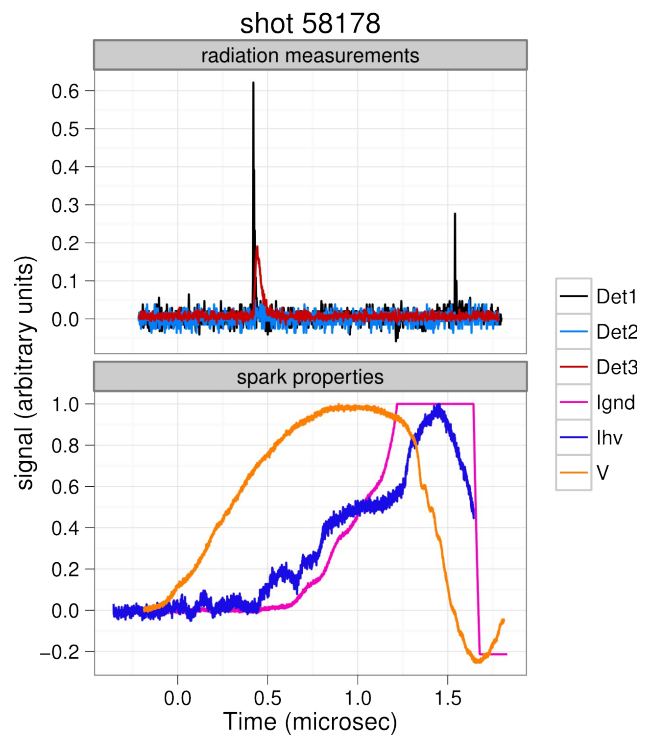 shot 58178
radiation measurements
0.6
0.5
0.4
0.3
0.2
0.1
0.0
spark properties
1.0
0.8
0.6
0.4
0.2
0.0
−0.2
0.0 0.5 1.0 1.5
Time (microsec)
signal (arbitrary units)
Det1
Det2
Det3
Ignd
Ihv
V